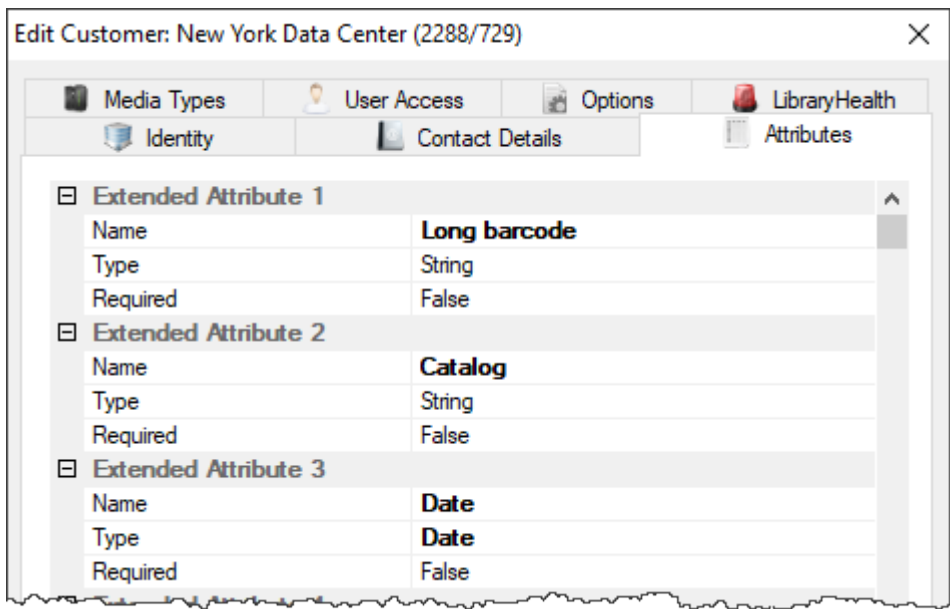 Edit Customer: New York Data Center (2288/729)
Media Types User Access Options LibraryHealth
Identity Contact Details Attributes
Extended Attribute 1
Name Long barcode
Type String
Required False
Extended Attribute 2
Name Catalog
Type String
Required False
Extended Attribute 3
Name Date
Type Date
Required False